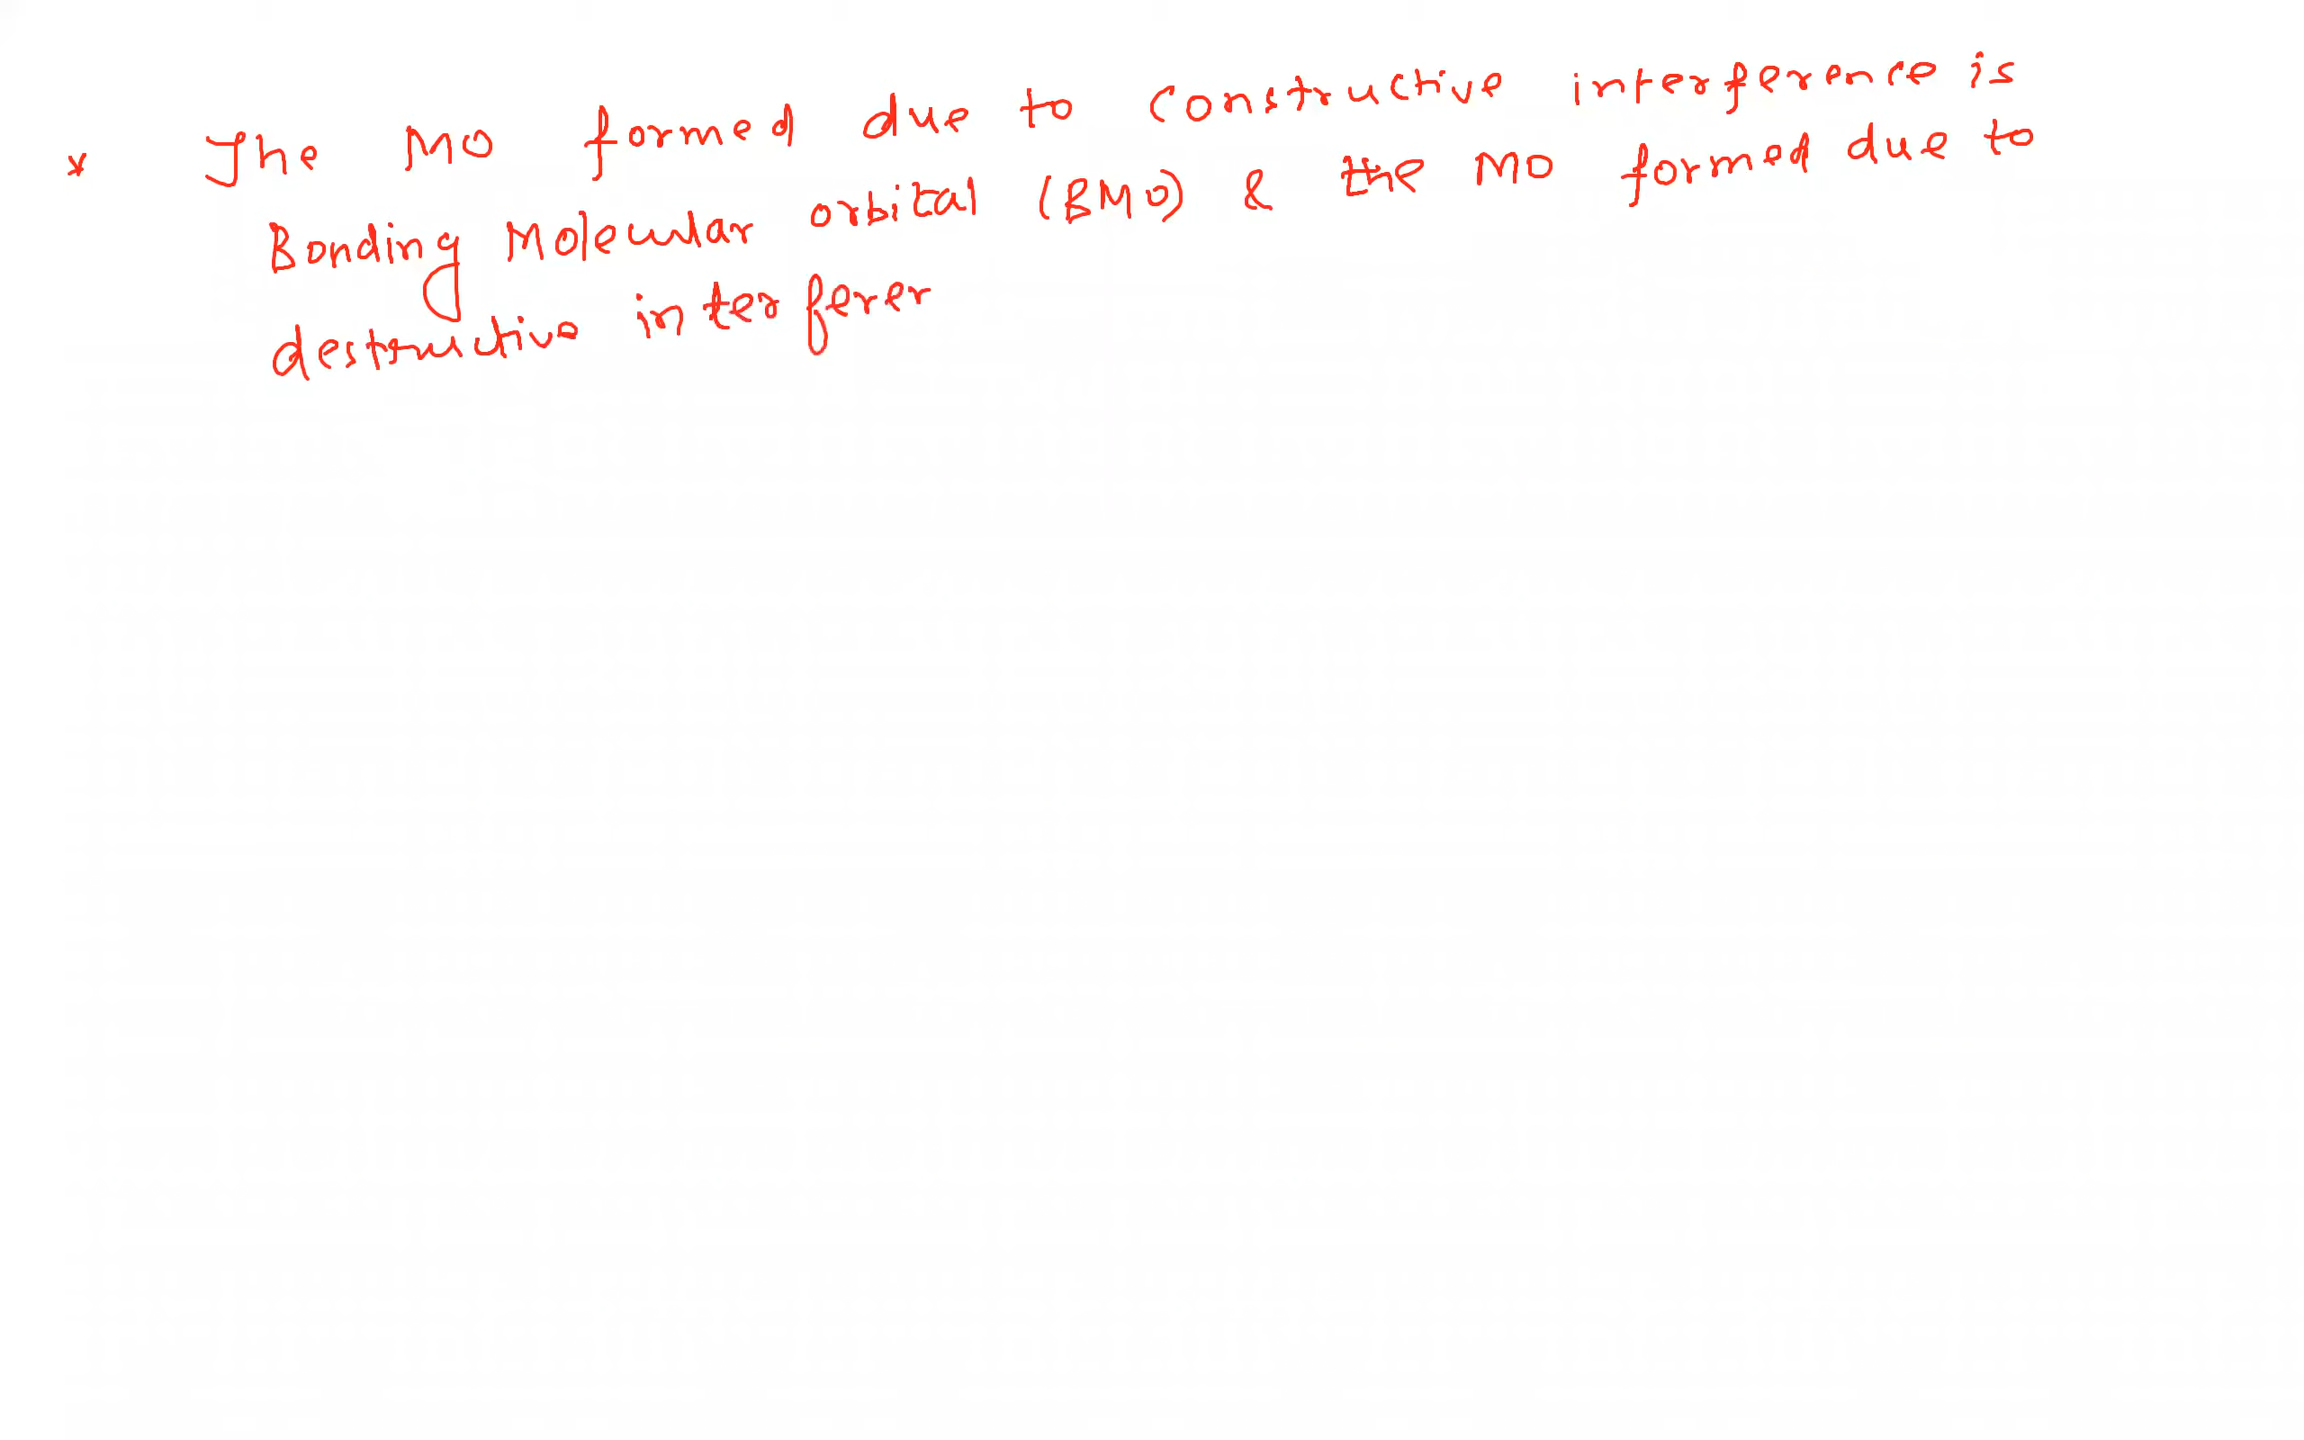 * The MO formed due to constructive interference is
Bonding Molecular orbital (BMO) & the MO formed due to
destructive interferer